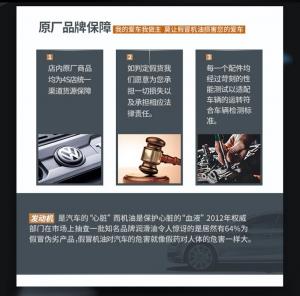 原厂品牌保障 我的爱车我做主 莫让假冒机油损害您的爱车
1
店内原厂商品
均为4S店统一
渠道货源保障
2
如判定假货我
们愿意为您承
担一切损失以
及承担相应法
律责任。
3
每一个配件均
经过苛刻的性
能测试以适配
车辆的运转符
合车辆检测标
准。
发动机 是汽车的“心脏”而机油是保护心脏的“血液” 2012年权威
部门在市场上抽查一批知名品牌润滑油令人惊讶的是居然有64%为
假冒伪劣产品,假冒机油对汽车的危害就像假药对人体的危害一样大。